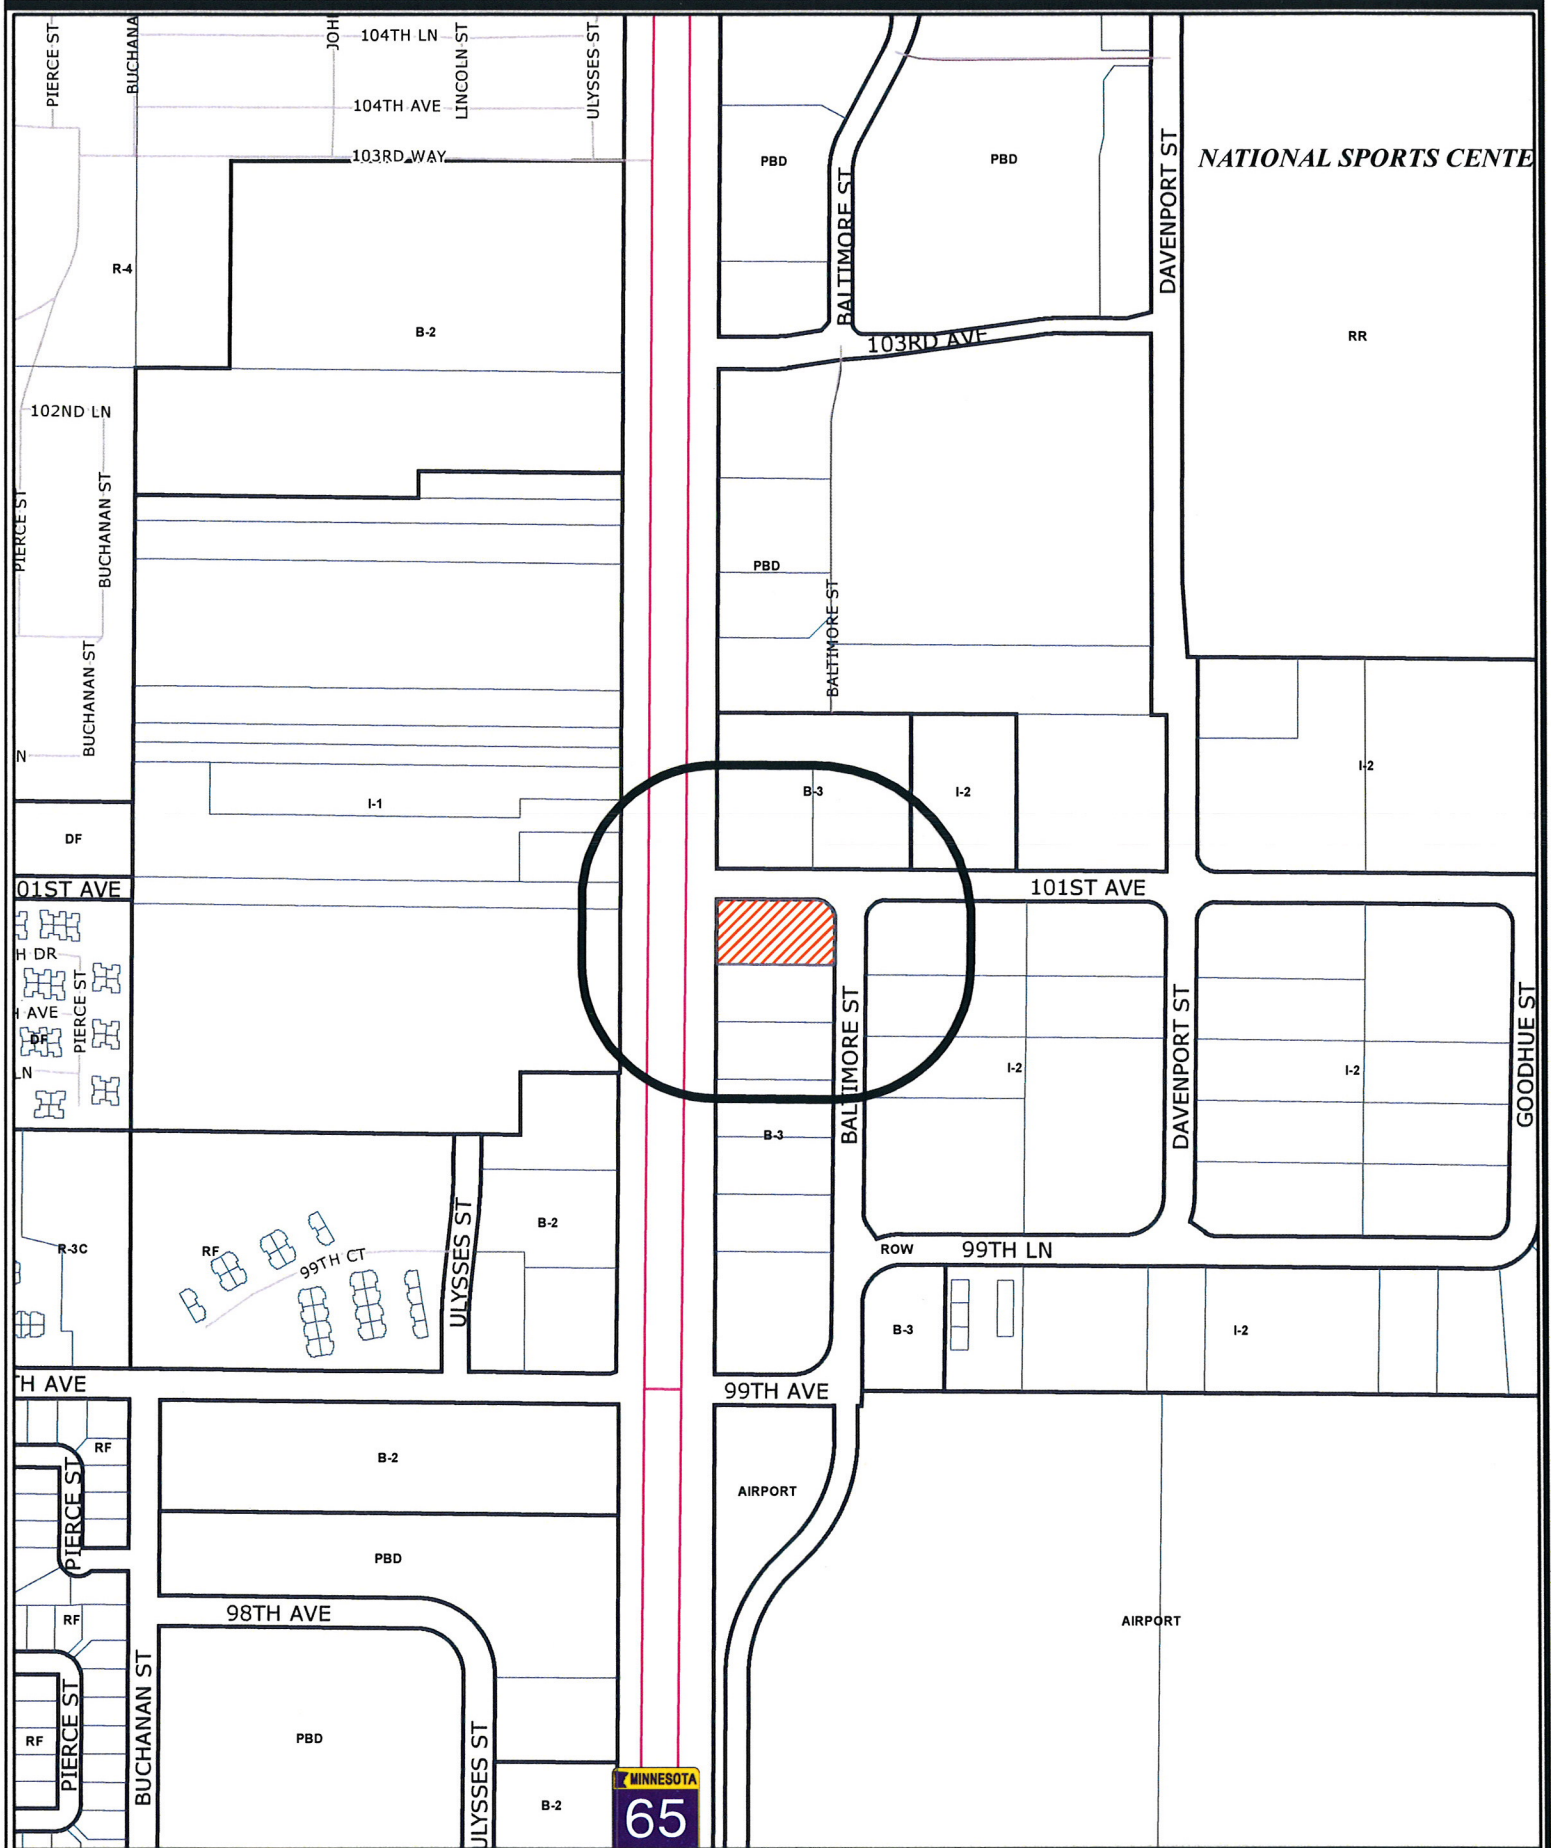 PIERCE ST
BUCHANA
JOH
104TH LN
LINCOLN ST
ULYSSES ST
104TH AVE
103RD WAY
PBD
BALTIMORE ST
PBD
DAVENPORT ST
NATIONAL SPORTS CENTE
R-4
B-2
103RD AVE
RR
102ND LN
PIERCE ST
BUCHANAN ST
PBD
BALTIMORE ST
BUCHANAN ST
N
I-1
B-3
I-2
I-2
DF
01ST AVE
101ST AVE
H DR
PIERCE ST
H AVE
DF
LN
BALTIMORE ST
I-2
DAVENPORT ST
I-2
GOODHUE ST
B-3
R-3C
RF
99TH CT
ULYSSES ST
B-2
ROW
99TH LN
B-3
I-2
TH AVE
99TH AVE
RF
PIERCE ST
B-2
AIRPORT
PBD
98TH AVE
RF
AIRPORT
BUCHANAN ST
PIERCE ST
RF
PBD
ULYSSES ST
B-2
MINNESOTA
65